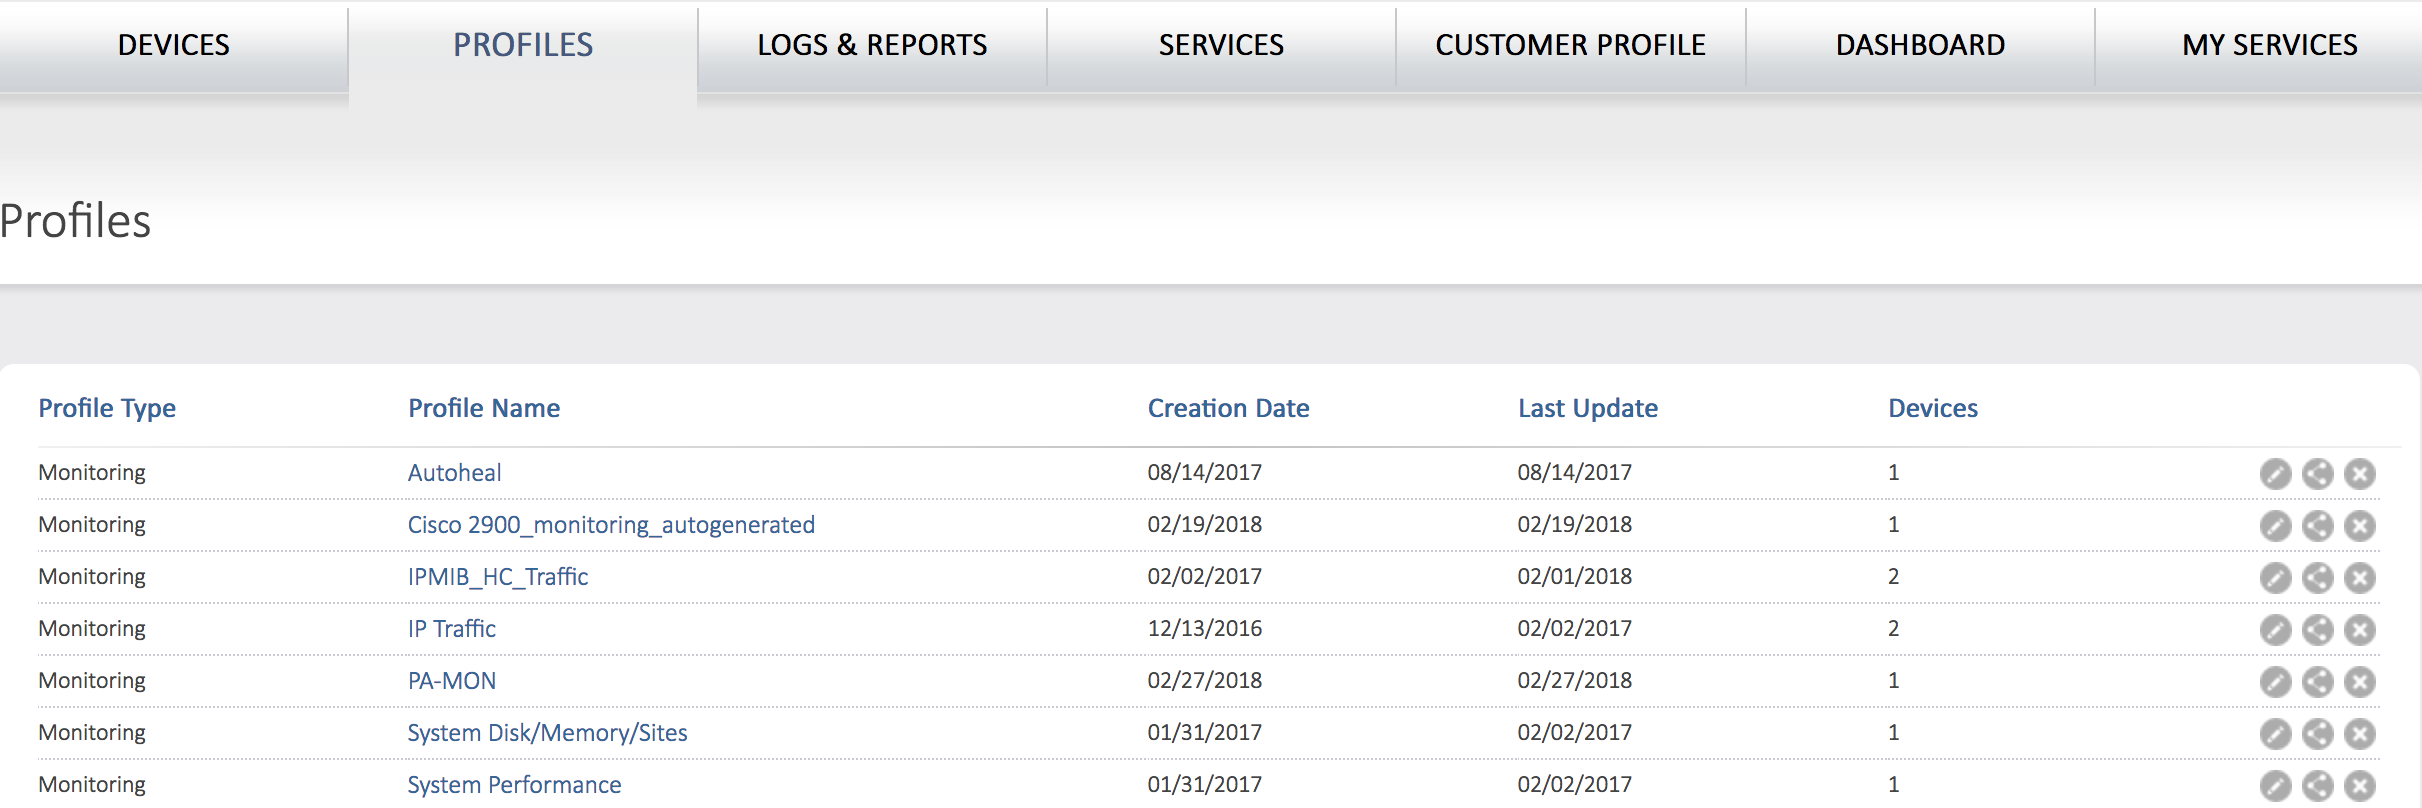 DEVICES PROFILES LOGS & REPORTS SERVICES CUSTOMER PROFILE DASHBOARD MY SERVICES
Profiles
Profile Type Profile Name Creation Date Last Update Devices
Monitoring Autoheal 08/14/2017 08/14/2017 1
Monitoring Cisco 2900_monitoring_autogenerated 02/19/2018 02/19/2018 1
Monitoring IPMIB_HC_Traffic 02/02/2017 02/01/2018 2
Monitoring IP Traffic 12/13/2016 02/02/2017 2
Monitoring PA-MON 02/27/2018 02/27/2018 1
Monitoring System Disk/Memory/Sites 01/31/2017 02/02/2017 1
Monitoring System Performance 01/31/2017 02/02/2017 1